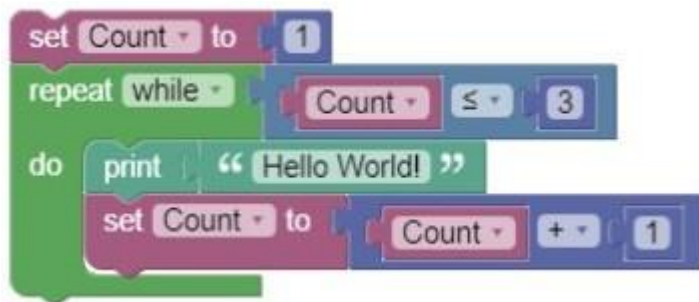 set Count to 1
repeat while Count ≤ 3
do print “ Hello World! ”
set Count to Count + 1